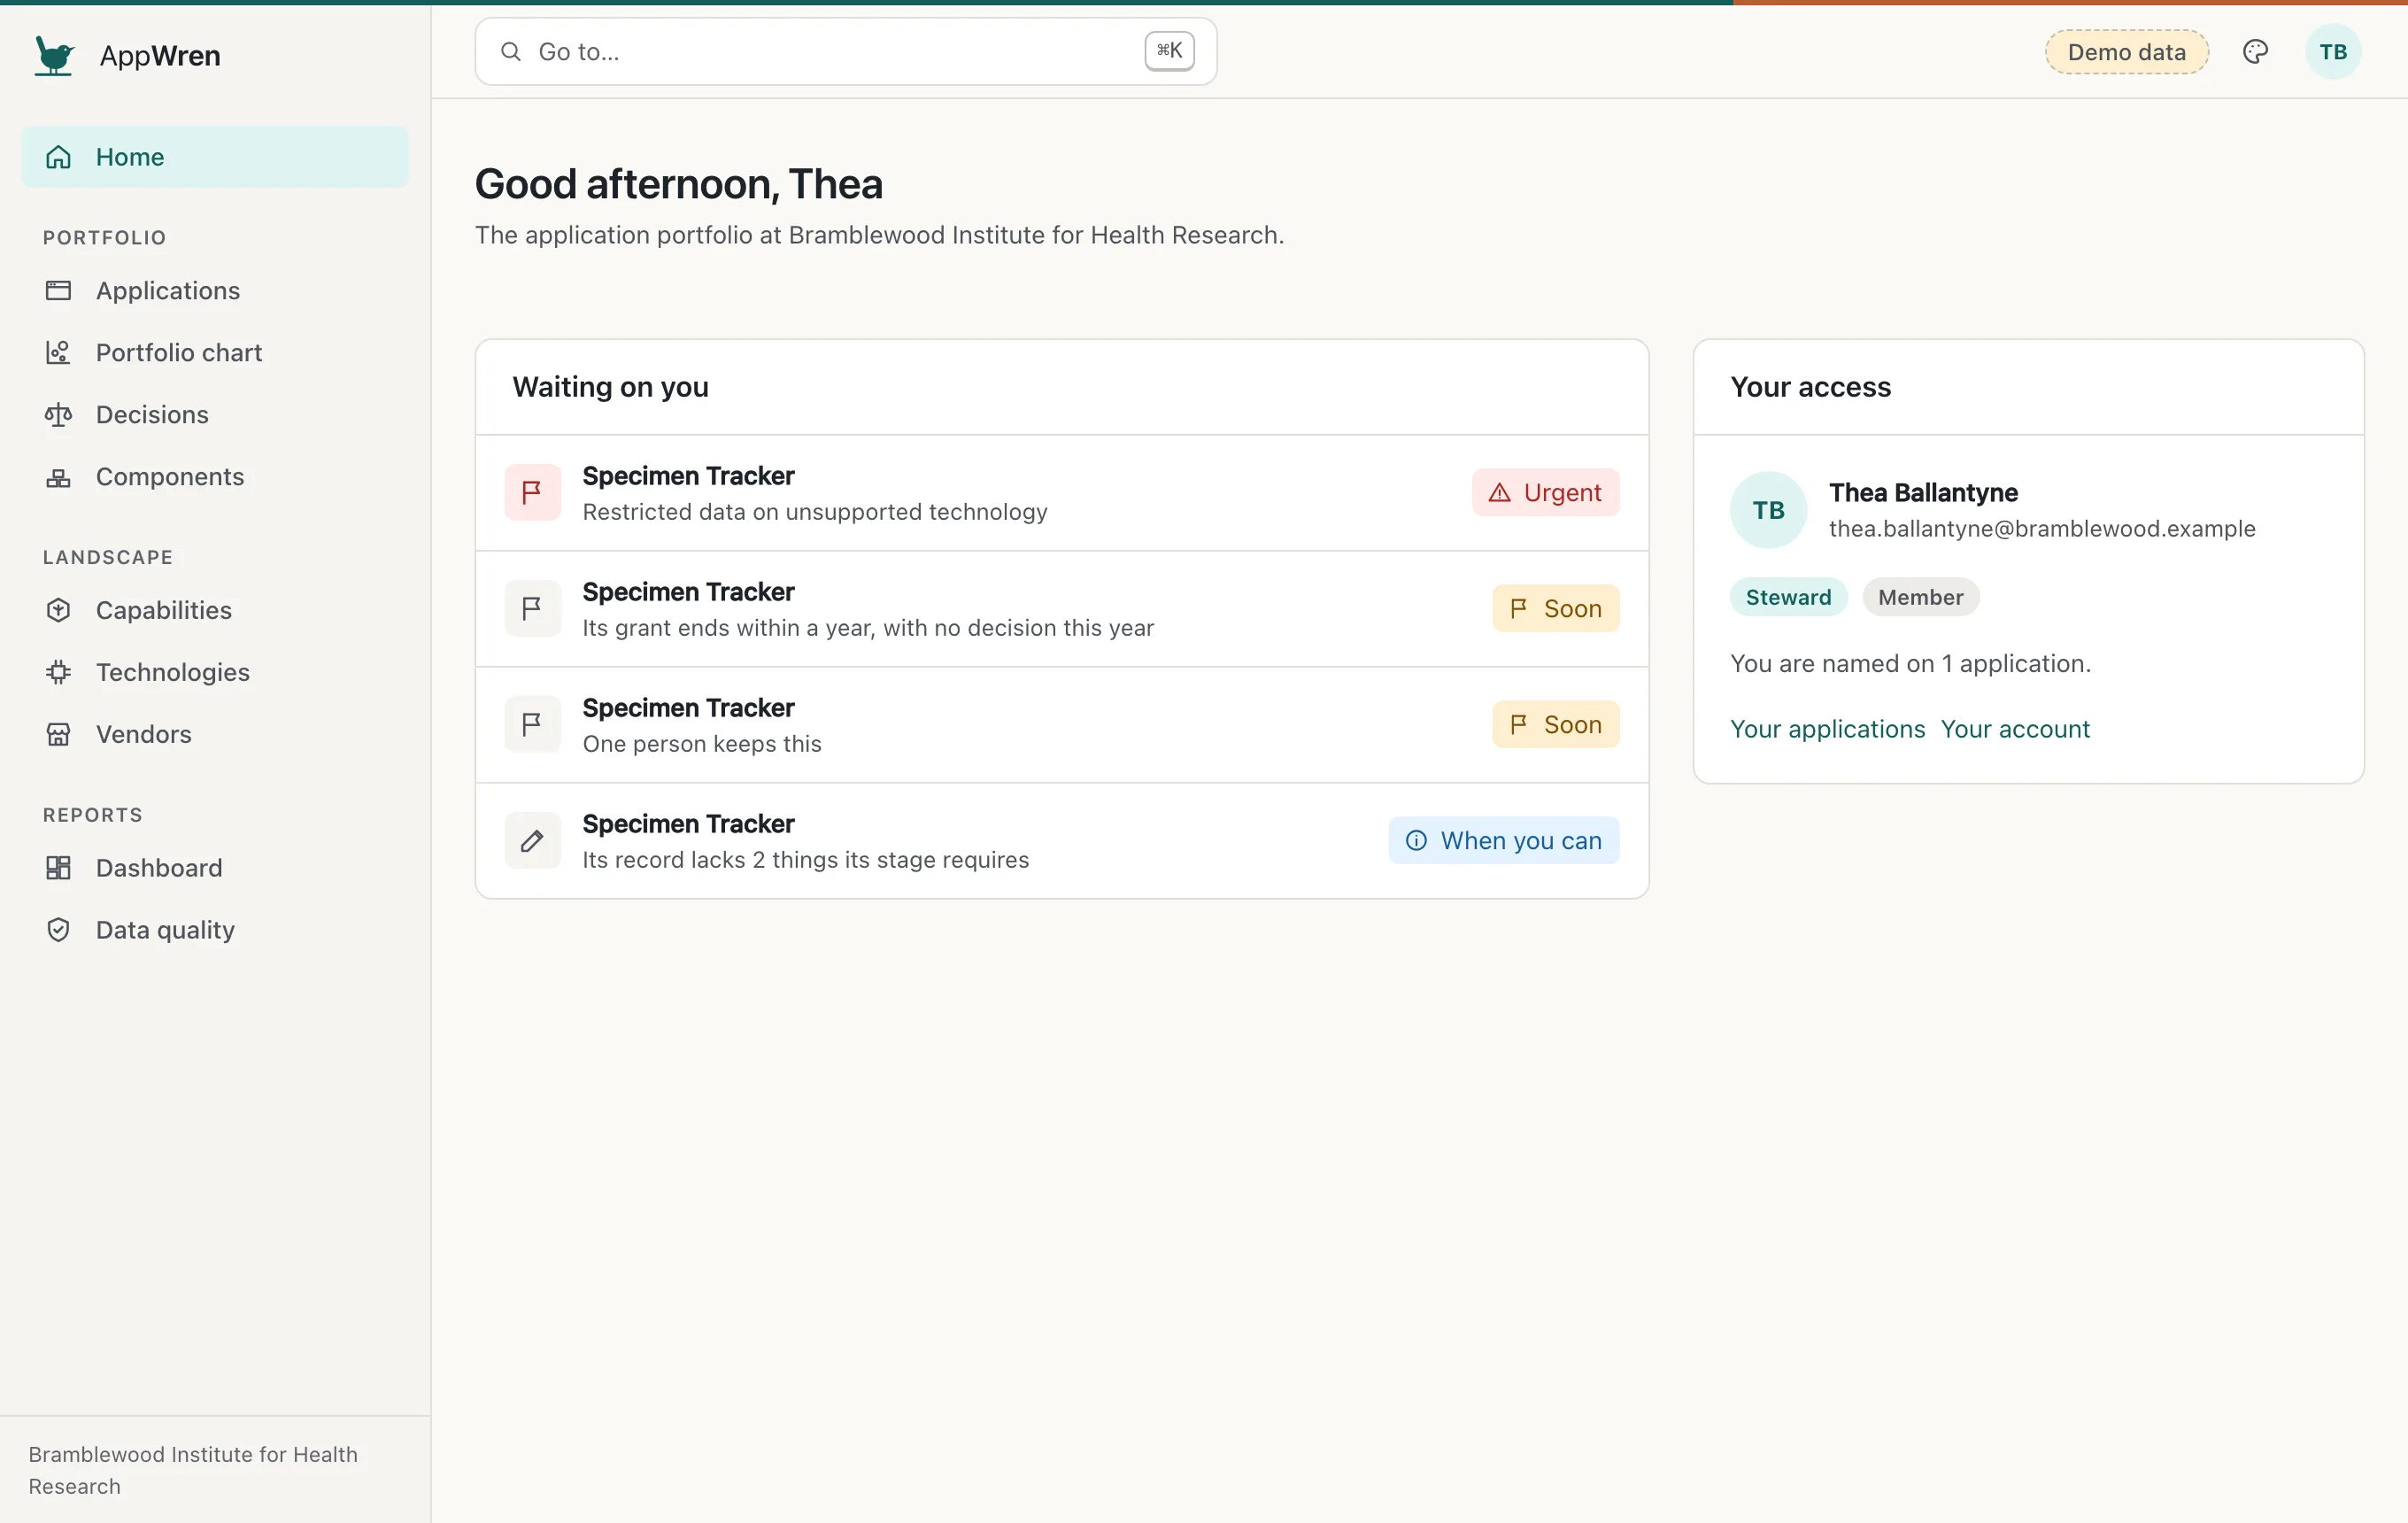 AppWren
Go to...
⌘K
Demo data
TB
Home
PORTFOLIO
Applications
Portfolio chart
Decisions
Components
LANDSCAPE
Capabilities
Technologies
Vendors
REPORTS
Dashboard
Data quality
Bramblewood Institute for Health
Research
Good afternoon, Thea
The application portfolio at Bramblewood Institute for Health Research.
Waiting on you
Specimen Tracker
Restricted data on unsupported technology
Urgent
Specimen Tracker
Its grant ends within a year, with no decision this year
Soon
Specimen Tracker
One person keeps this
Soon
Specimen Tracker
Its record lacks 2 things its stage requires
When you can
Your access
TB
Thea Ballantyne
thea.ballantyne@bramblewood.example
Steward Member
You are named on 1 application.
Your applications Your account